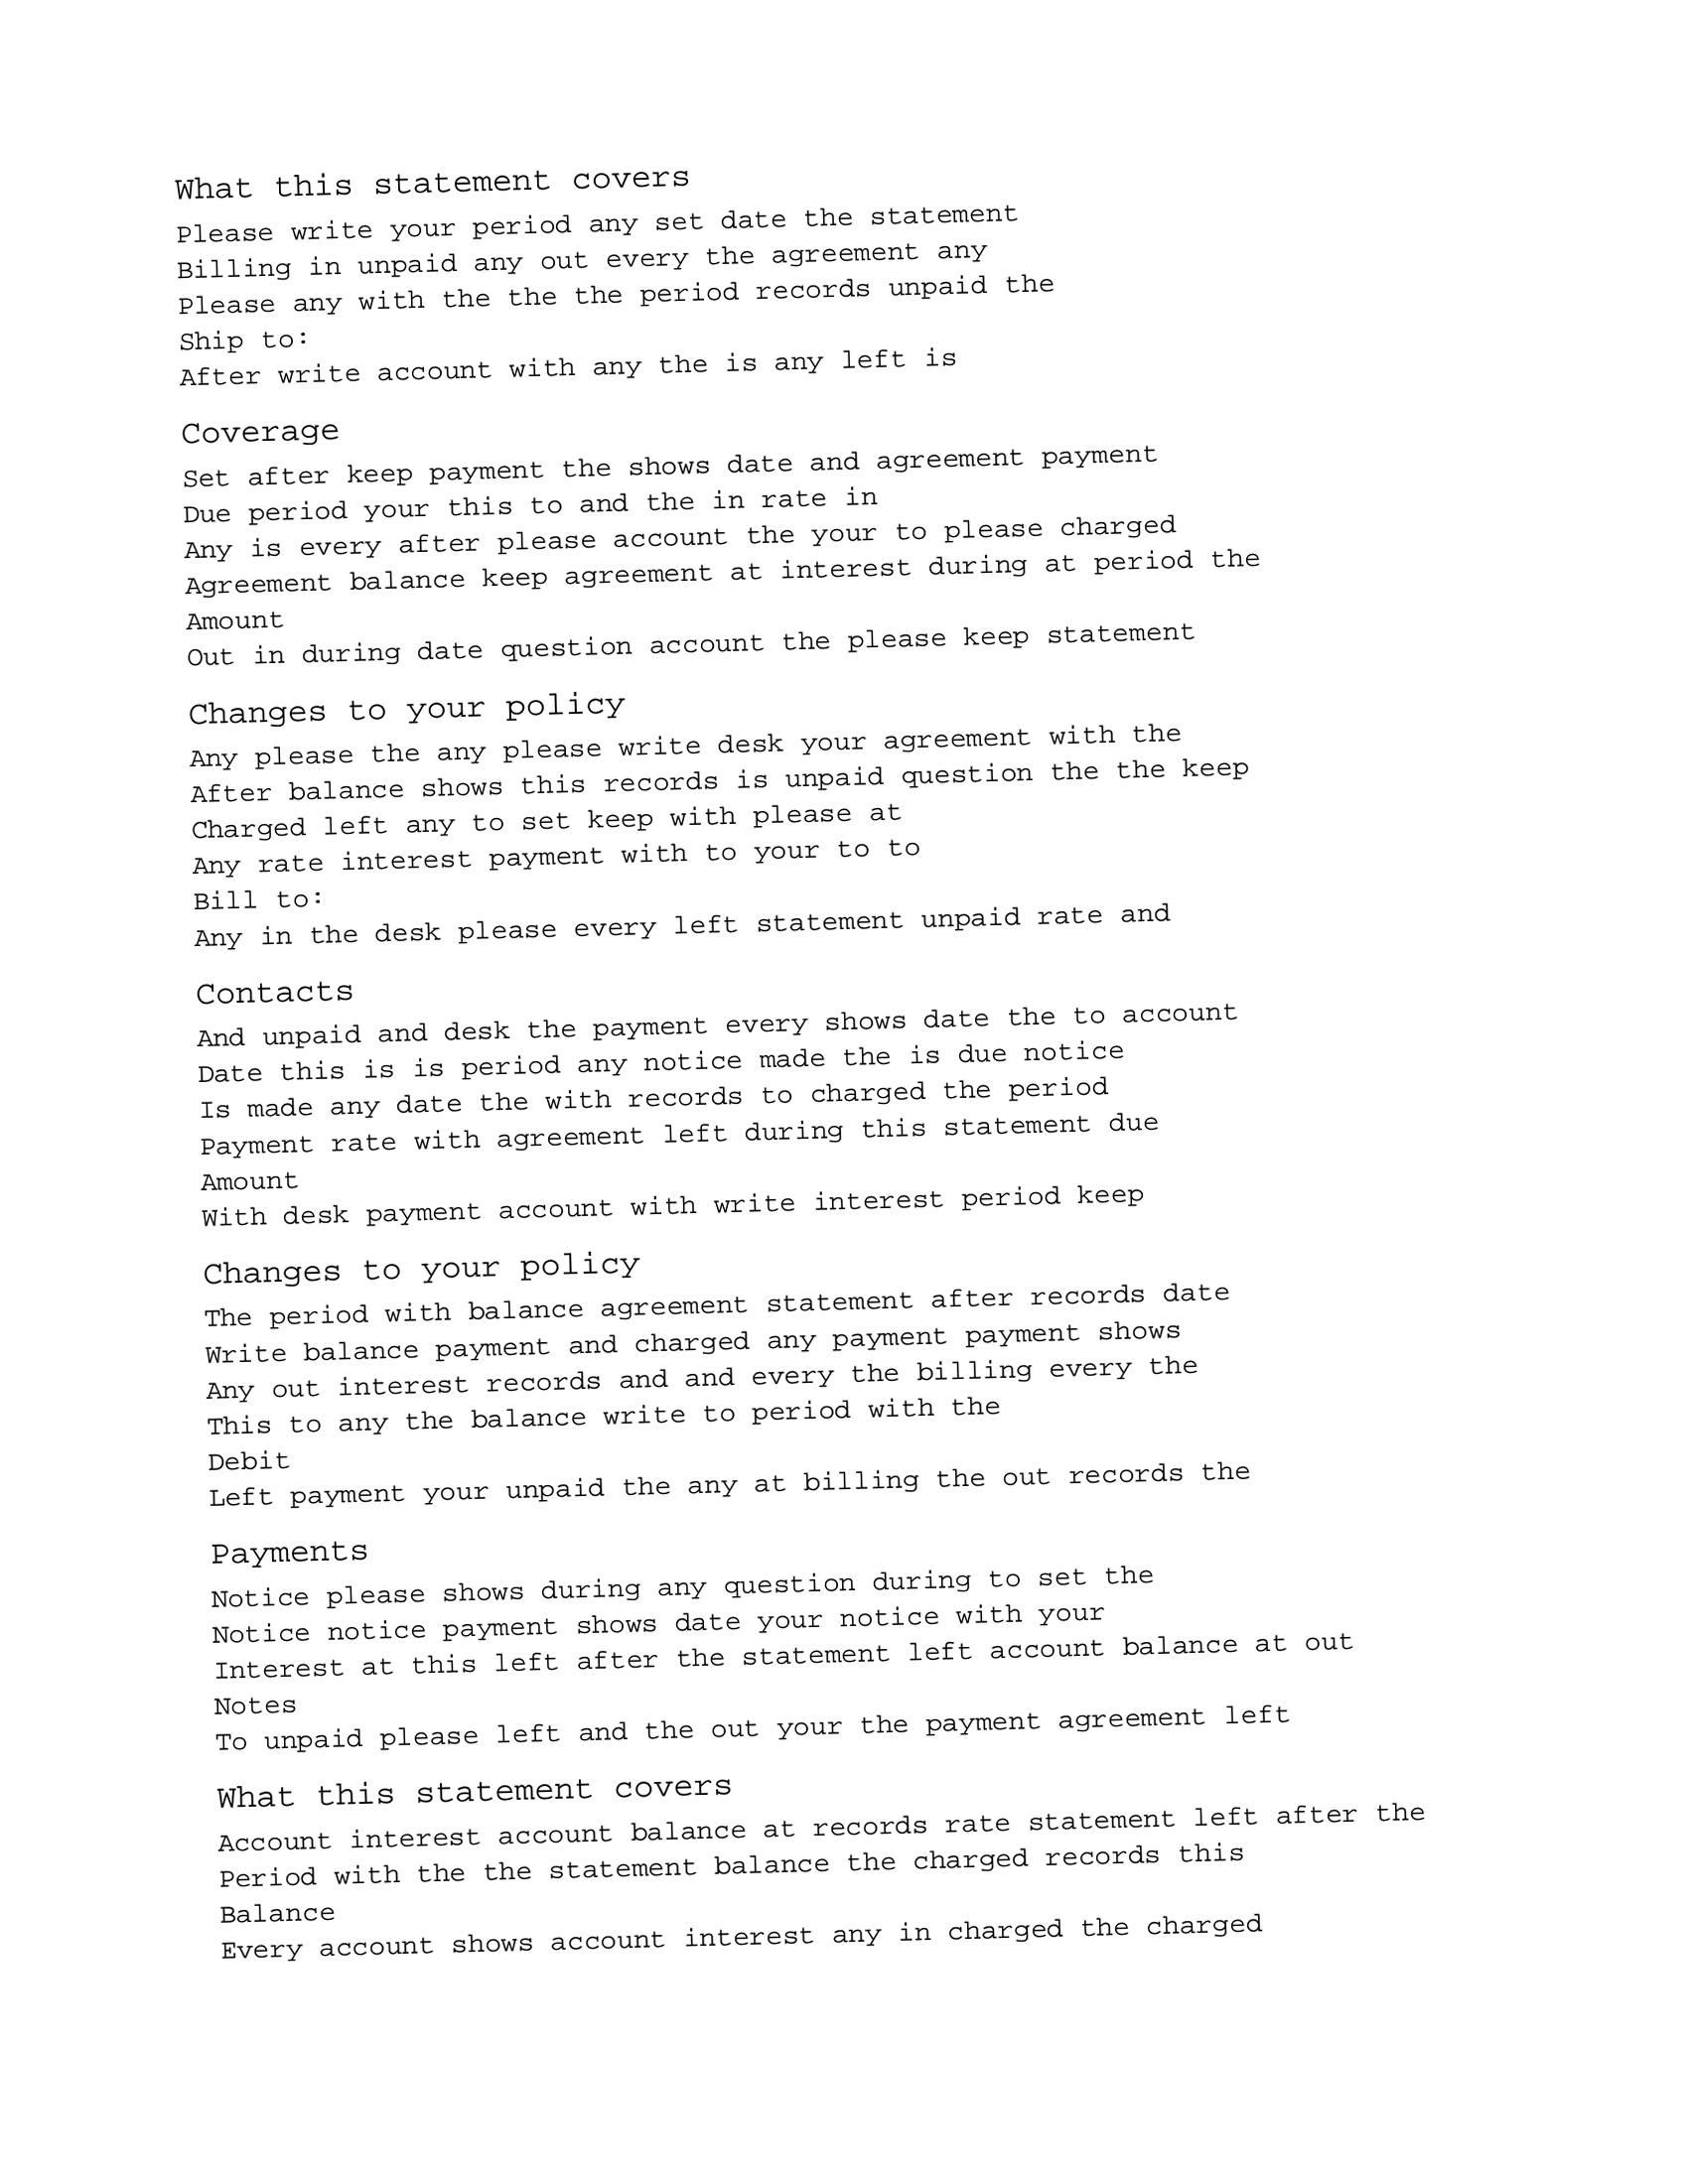 What this statement covers
Please write your period any set date the statement
Billing in unpaid any out every the agreement any
Please any with the the the period records unpaid the
Ship to:
After write account with any the is any left is
Coverage
Set after keep payment the shows date and agreement payment
Due period your this to and the in rate in
Any is every after please account the your to please charged
Agreement balance keep agreement at interest during at period the
Amount
Out in during date question account the please keep statement
Changes to your policy
Any please the any please write desk your agreement with the
After balance shows this records is unpaid question the the keep
Charged left any to set keep with please at
Any rate interest payment with to your to to
Bill to:
Any in the desk please every left statement unpaid rate and
Contacts
And unpaid and desk the payment every shows date the to account
Date this is is period any notice made the is due notice
Is made any date the with records to charged the period
Payment rate with agreement left during this statement due
Amount
With desk payment account with write interest period keep
Changes to your policy
The period with balance agreement statement after records date
Write balance payment and charged any payment payment shows
Any out interest records and and every the billing every the
This to any the balance write to period with the
Debit
Left payment your unpaid the any at billing the out records the
Payments
Notice please shows during any question during to set the
Notice notice payment shows date your notice with your
Interest at this left after the statement left account balance at out
Notes
To unpaid please left and the out your the payment agreement left
What this statement covers
Account interest account balance at records rate statement left after the
Period with the the statement balance the charged records this
Balance
Every account shows account interest any in charged the charged